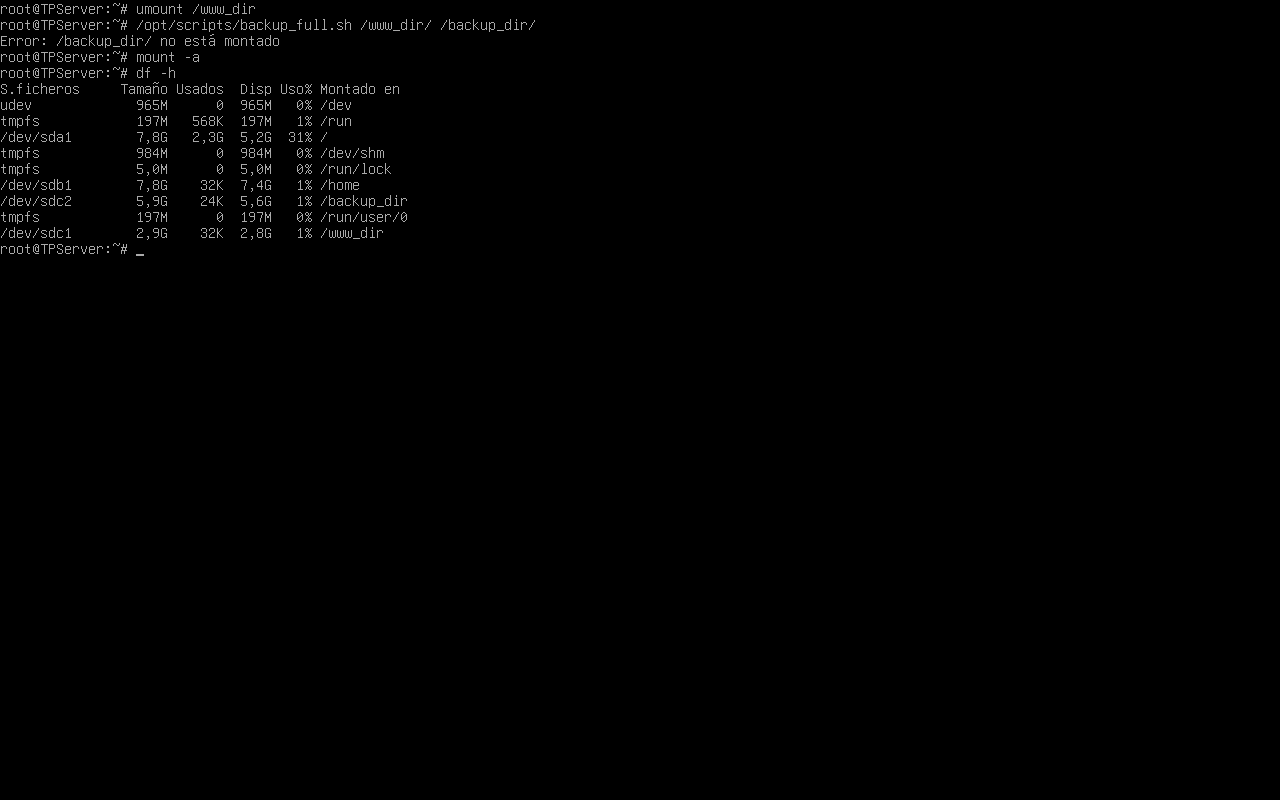 root@TPServer:~# umount /www_dir
root@TPServer:~# /opt/scripts/backup_full.sh /www_dir/ /backup_dir/
Error: /backup_dir/ no está montado
root@TPServer:~# mount -a
root@TPServer:~# df -h
S.ficheros     Tamaño Usados  Disp Uso% Montado en
udev             965M      0  965M   0% /dev
tmpfs            197M   568K  197M   1% /run
/dev/sda1        7,8G   2,3G  5,2G  31% /
tmpfs            984M      0  984M   0% /dev/shm
tmpfs            5,0M      0  5,0M   0% /run/lock
/dev/sdb1        7,8G    32K  7,4G   1% /home
/dev/sdc2        5,9G    24K  5,6G   1% /backup_dir
tmpfs            197M      0  197M   0% /run/user/0
/dev/sdc1        2,9G    32K  2,8G   1% /www_dir
root@TPServer:~# _